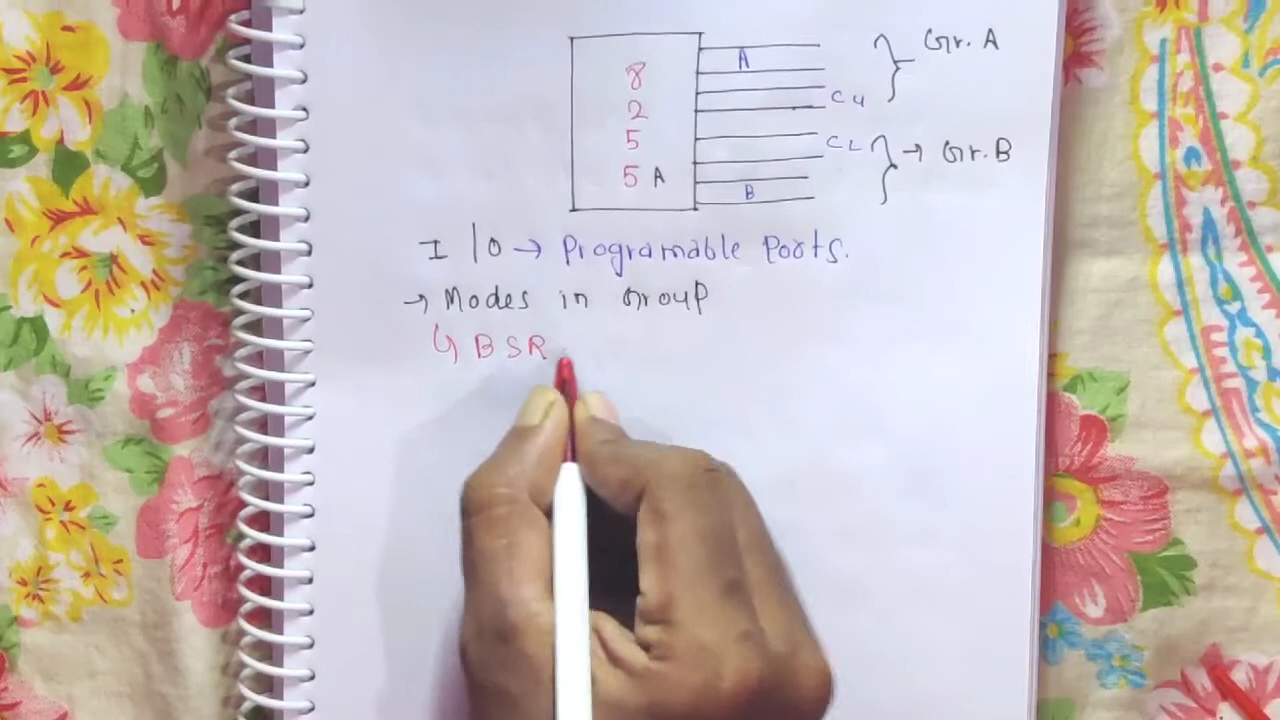 A
Gr. A
8
2
5
5 A
CU
CL
→ Gr.B
B
I/O → Programable Ports.
→ Modes in Group
↳ BSR